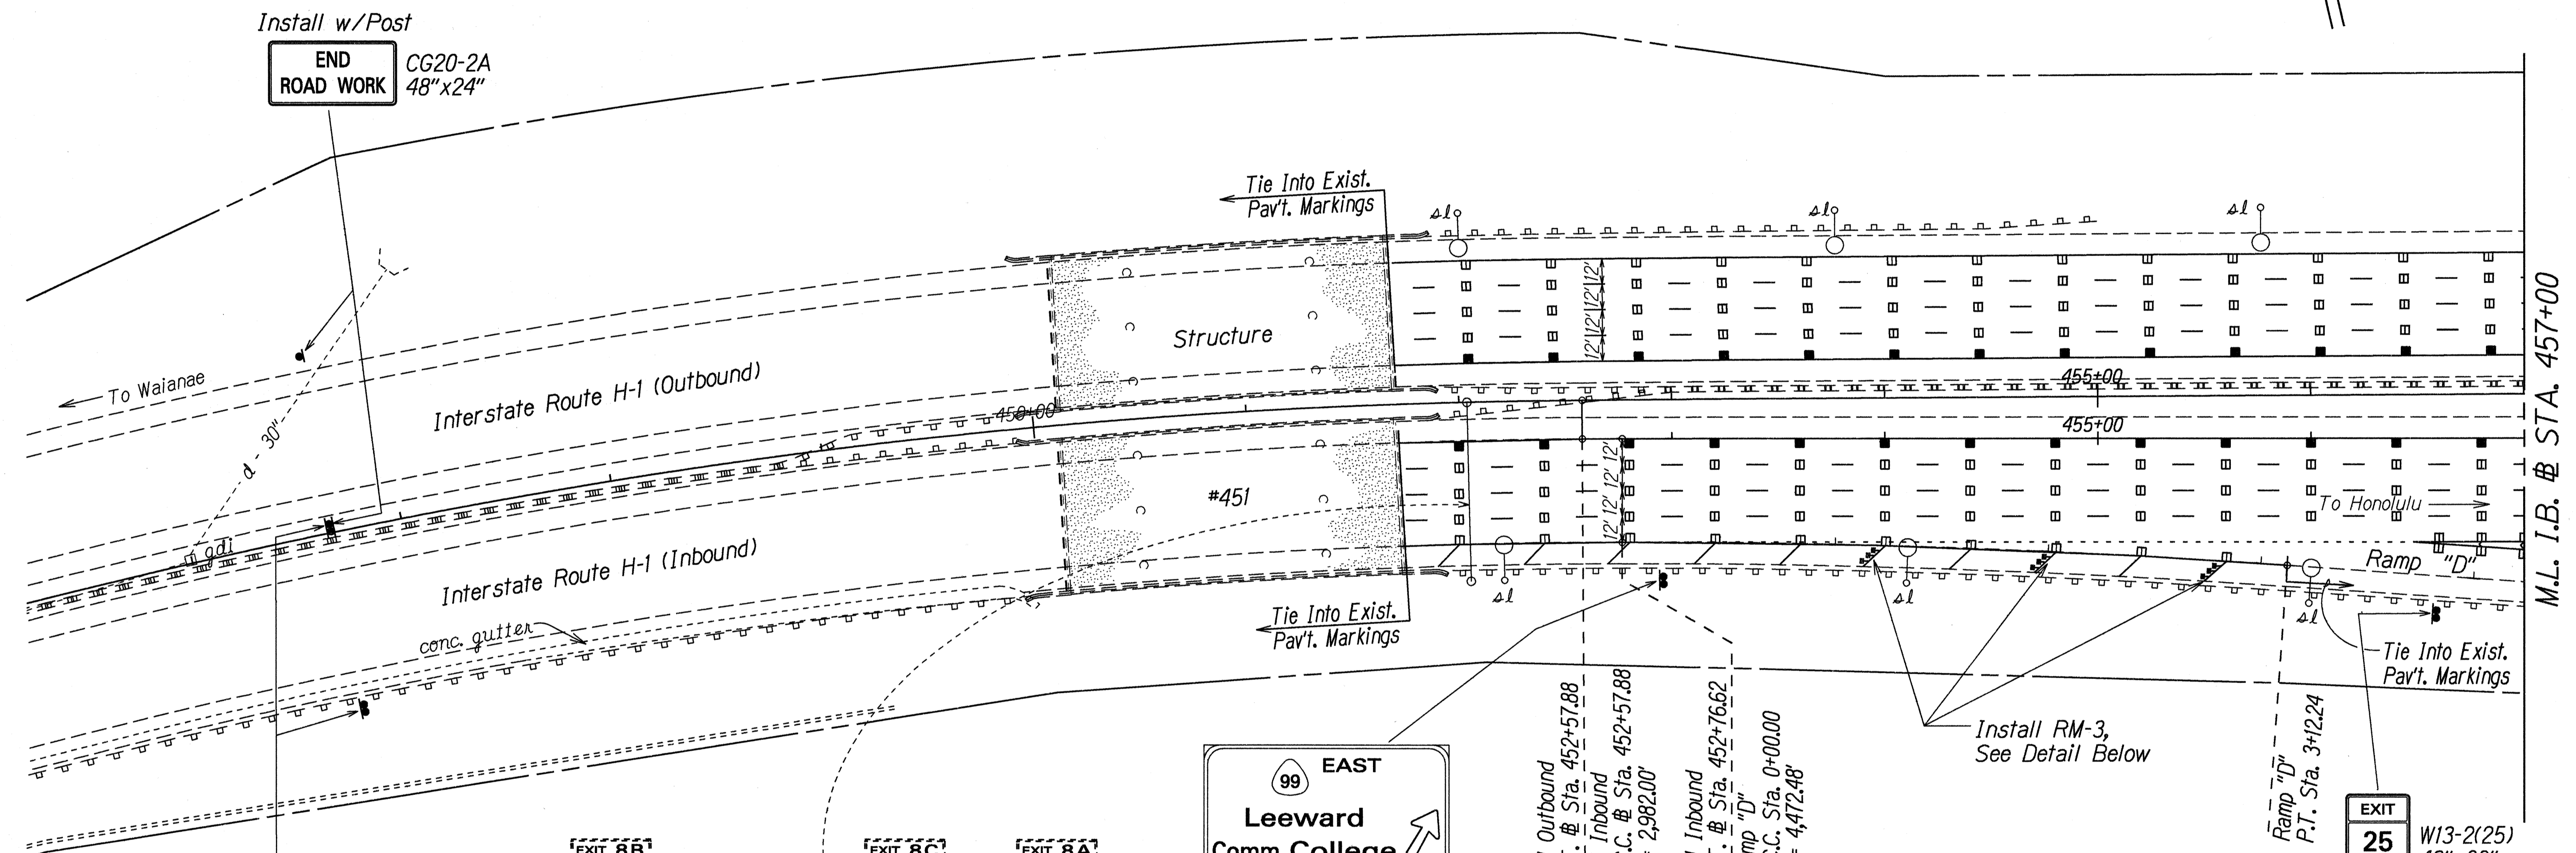 Install w/Post
END
ROAD WORK
CG20-2A
48"x24"
Tie Into Exist.
Pav't. Markings
sl
sl
sl
12' 12' 12' 12'
Structure
To Waianae
Interstate Route H-1 (Outbound)
d - 30"
450+00
455+00
455+00
M.L. I.B. ℄ STA. 457+00
gdi
#451
12' 12' 12' 12'
To Honolulu
Interstate Route H-1 (Inbound)
Ramp "D"
conc. gutter
sl
sl
sl
Tie Into Exist.
Pav't. Markings
Tie Into Exist.
Pav't. Markings
Install RM-3,
See Detail Below
99 EAST
Leeward
Comm. College
Outbound
Sta. 452+57.88
Inbound
.C. Sta. 452+57.88
= 2,982.00'
Inbound
Sta. 452+76.62
mp "D"
.C. Sta. 0+00.00
= 4,472.48'
Ramp "D"
P.T. Sta. 3+12.24
EXIT
25
W13-2(25)
EXIT 8B
EXIT 8C
EXIT 8A